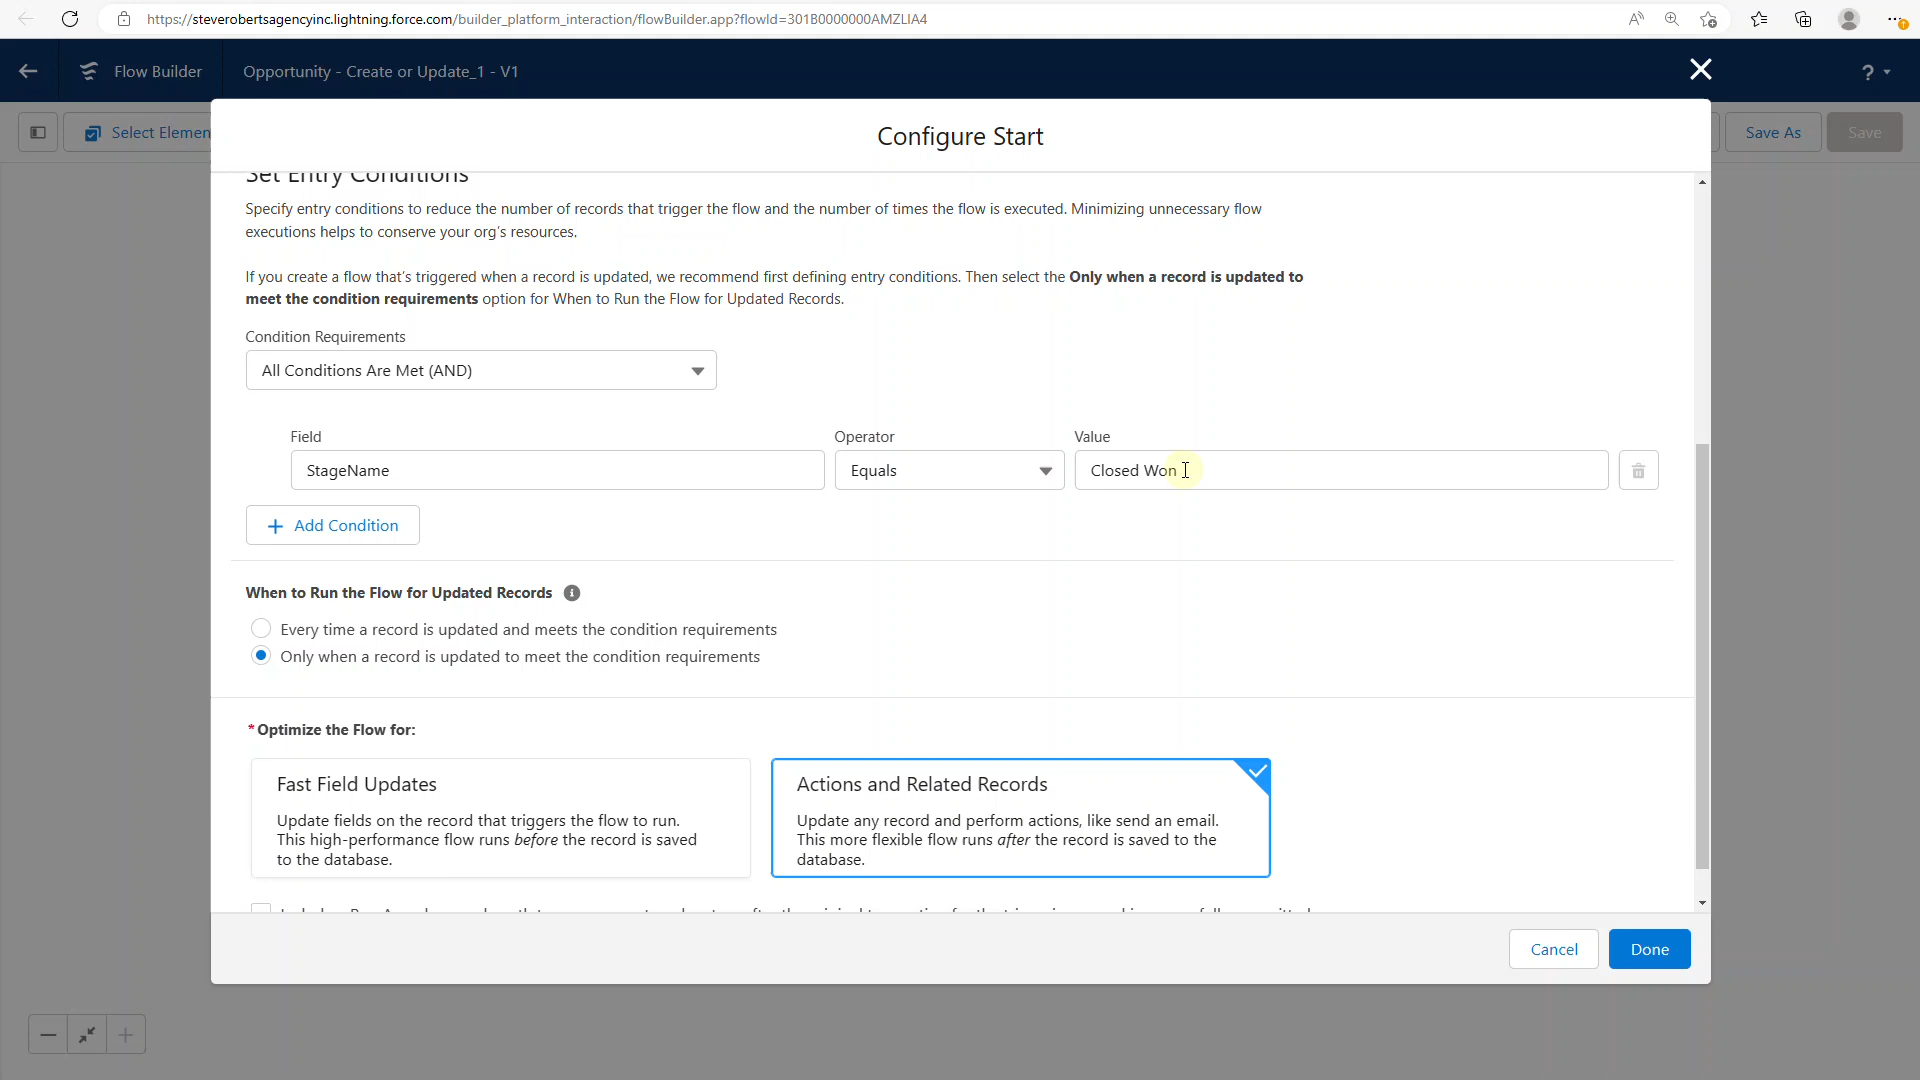 https://steverobertsagencyinc.lightning.force.com/builder_platform_interaction/flowBuilder.app?flowId=301B0000000AMZLIA4
Flow Builder
Opportunity - Create or Update_1 - V1
?
Select Elemen
Save As
Save
Configure Start
Set Entry Conditions
Specify entry conditions to reduce the number of records that trigger the flow and the number of times the flow is executed. Minimizing unnecessary flow
executions helps to conserve your org's resources.
If you create a flow that's triggered when a record is updated, we recommend first defining entry conditions. Then select the Only when a record is updated to
meet the condition requirements option for When to Run the Flow for Updated Records.
Condition Requirements
All Conditions Are Met (AND)
Field
Operator
Value
StageName
Equals
Closed Won
Add Condition
When to Run the Flow for Updated Records
Every time a record is updated and meets the condition requirements
Only when a record is updated to meet the condition requirements
* Optimize the Flow for:
Fast Field Updates
Update fields on the record that triggers the flow to run.
This high-performance flow runs before the record is saved
to the database.
Actions and Related Records
Update any record and perform actions, like send an email.
This more flexible flow runs after the record is saved to the
database.
Cancel
Done